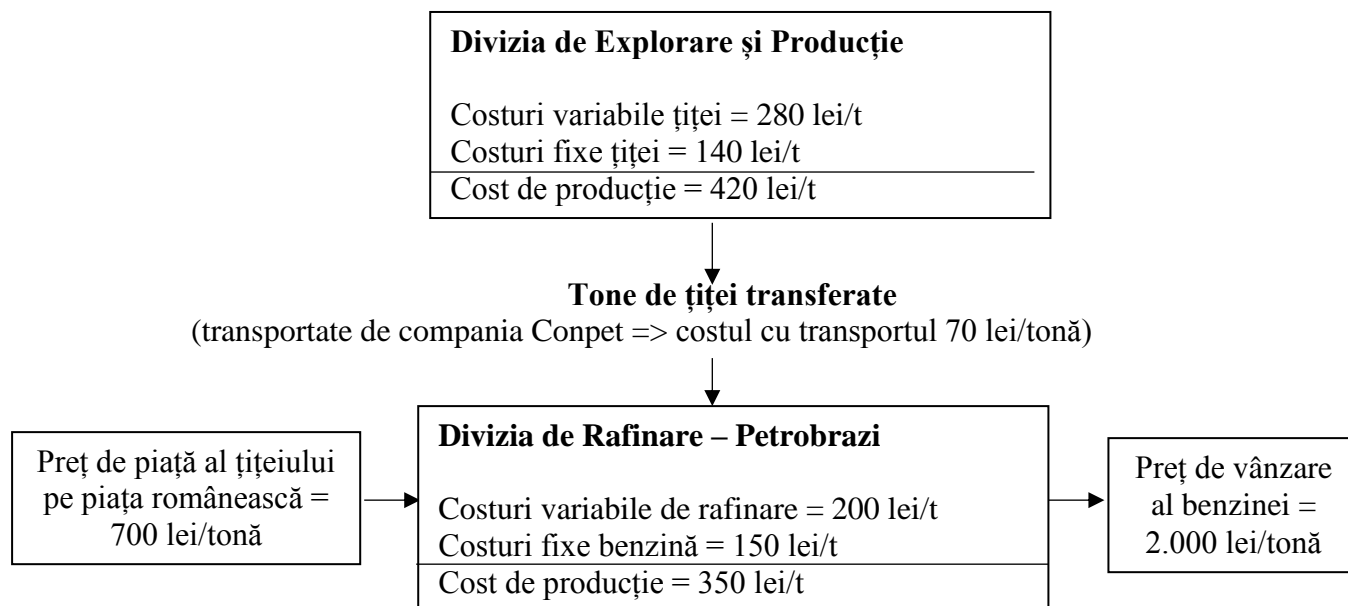 Divizia de Explorare și Producție
Costuri variabile țiței = 280 lei/t
Costuri fixe țiței = 140 lei/t
Cost de producție = 420 lei/t
Tone de țiței transferate
(transportate de compania Conpet => costul cu transportul 70 lei/tonă)
Preț de piață al țițeiului
pe piața românească =
700 lei/tonă
Divizia de Rafinare – Petrobrazi
Costuri variabile de rafinare = 200 lei/t
Costuri fixe benzină = 150 lei/t
Cost de producție = 350 lei/t
Preț de vânzare
al benzinei =
2.000 lei/tonă